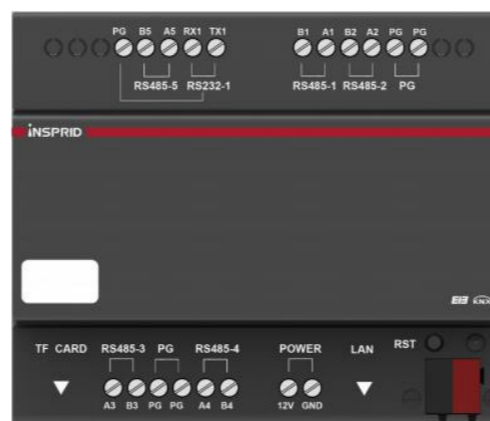 PG B5 A5 RX1 TX1 B1 A1 B2 A2 PG PG
RS485-5 RS232-1 RS485-1 RS485-2 PG
iNSPRID
EIB KNX
TF CARD RS485-3 PG RS485-4 POWER LAN RST
A3 B3 PG PG A4 B4 12V GND